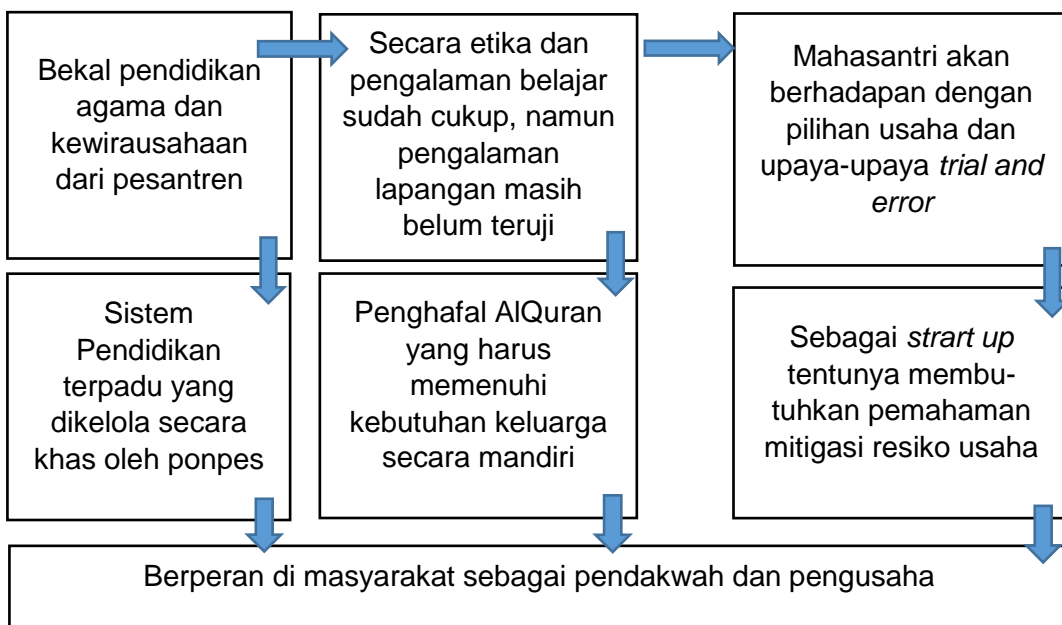 Bekal pendidikan
agama dan
kewirausahaan
dari pesantren
Secara etika dan
pengalaman belajar
sudah cukup, namun
pengalaman
lapangan masih
belum teruji
Mahasantri akan
berhadapan dengan
pilihan usaha dan
upaya-upaya trial and
error
Sistem
Pendidikan
terpadu yang
dikelola secara
khas oleh ponpes
Penghafal AlQuran
yang harus
memenuhi
kebutuhan keluarga
secara mandiri
Sebagai strart up
tentunya membu-
tuhkan pemahaman
mitigasi resiko usaha
Berperan di masyarakat sebagai pendakwah dan pengusaha